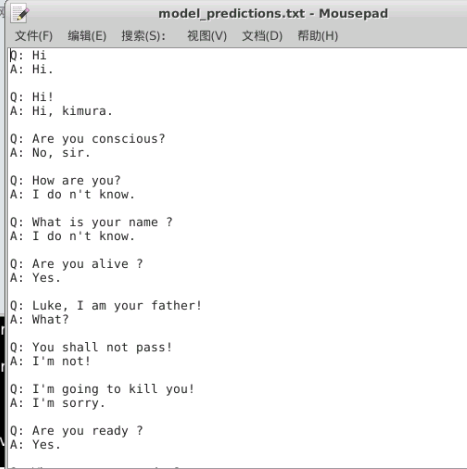 model_predictions.txt - Mousepad
文件(F) 编辑(E) 搜索(S): 视图(V) 文档(D) 帮助(H)
Q: Hi
A: Hi.
Q: Hi!
A: Hi, kimura.
Q: Are you conscious?
A: No, sir.
Q: How are you?
A: I do n't know.
Q: What is your name ?
A: I do n't know.
Q: Are you alive ?
A: Yes.
Q: Luke, I am your father!
A: What?
Q: You shall not pass!
A: I'm not!
Q: I'm going to kill you!
A: I'm sorry.
Q: Are you ready ?
A: Yes.